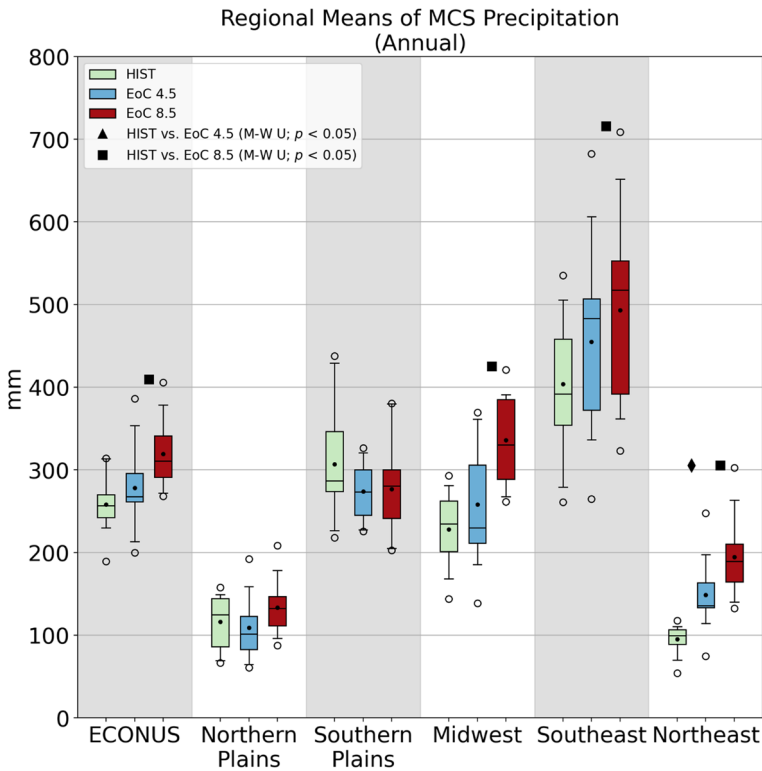 Regional Means of MCS Precipitation
(Annual)
HIST
EoC 4.5
EoC 8.5
HIST vs. EoC 4.5 (M-W U; p < 0.05)
HIST vs. EoC 8.5 (M-W U; p < 0.05)
800
700
600
500
400
300
200
100
0
mm
ECONUS
Northern
Plains
Southern
Plains
Midwest
Southeast
Northeast